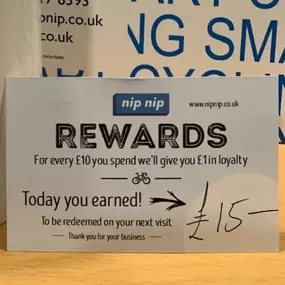 nip.co.uk
co.uk
NG SMA
nip nip
www.nipnip.co.uk
REWARDS
For every £10 you spend we'll give you £1 in loyalty
Today you earned!
£15—
To be redeemed on your next visit
Thank you for your business